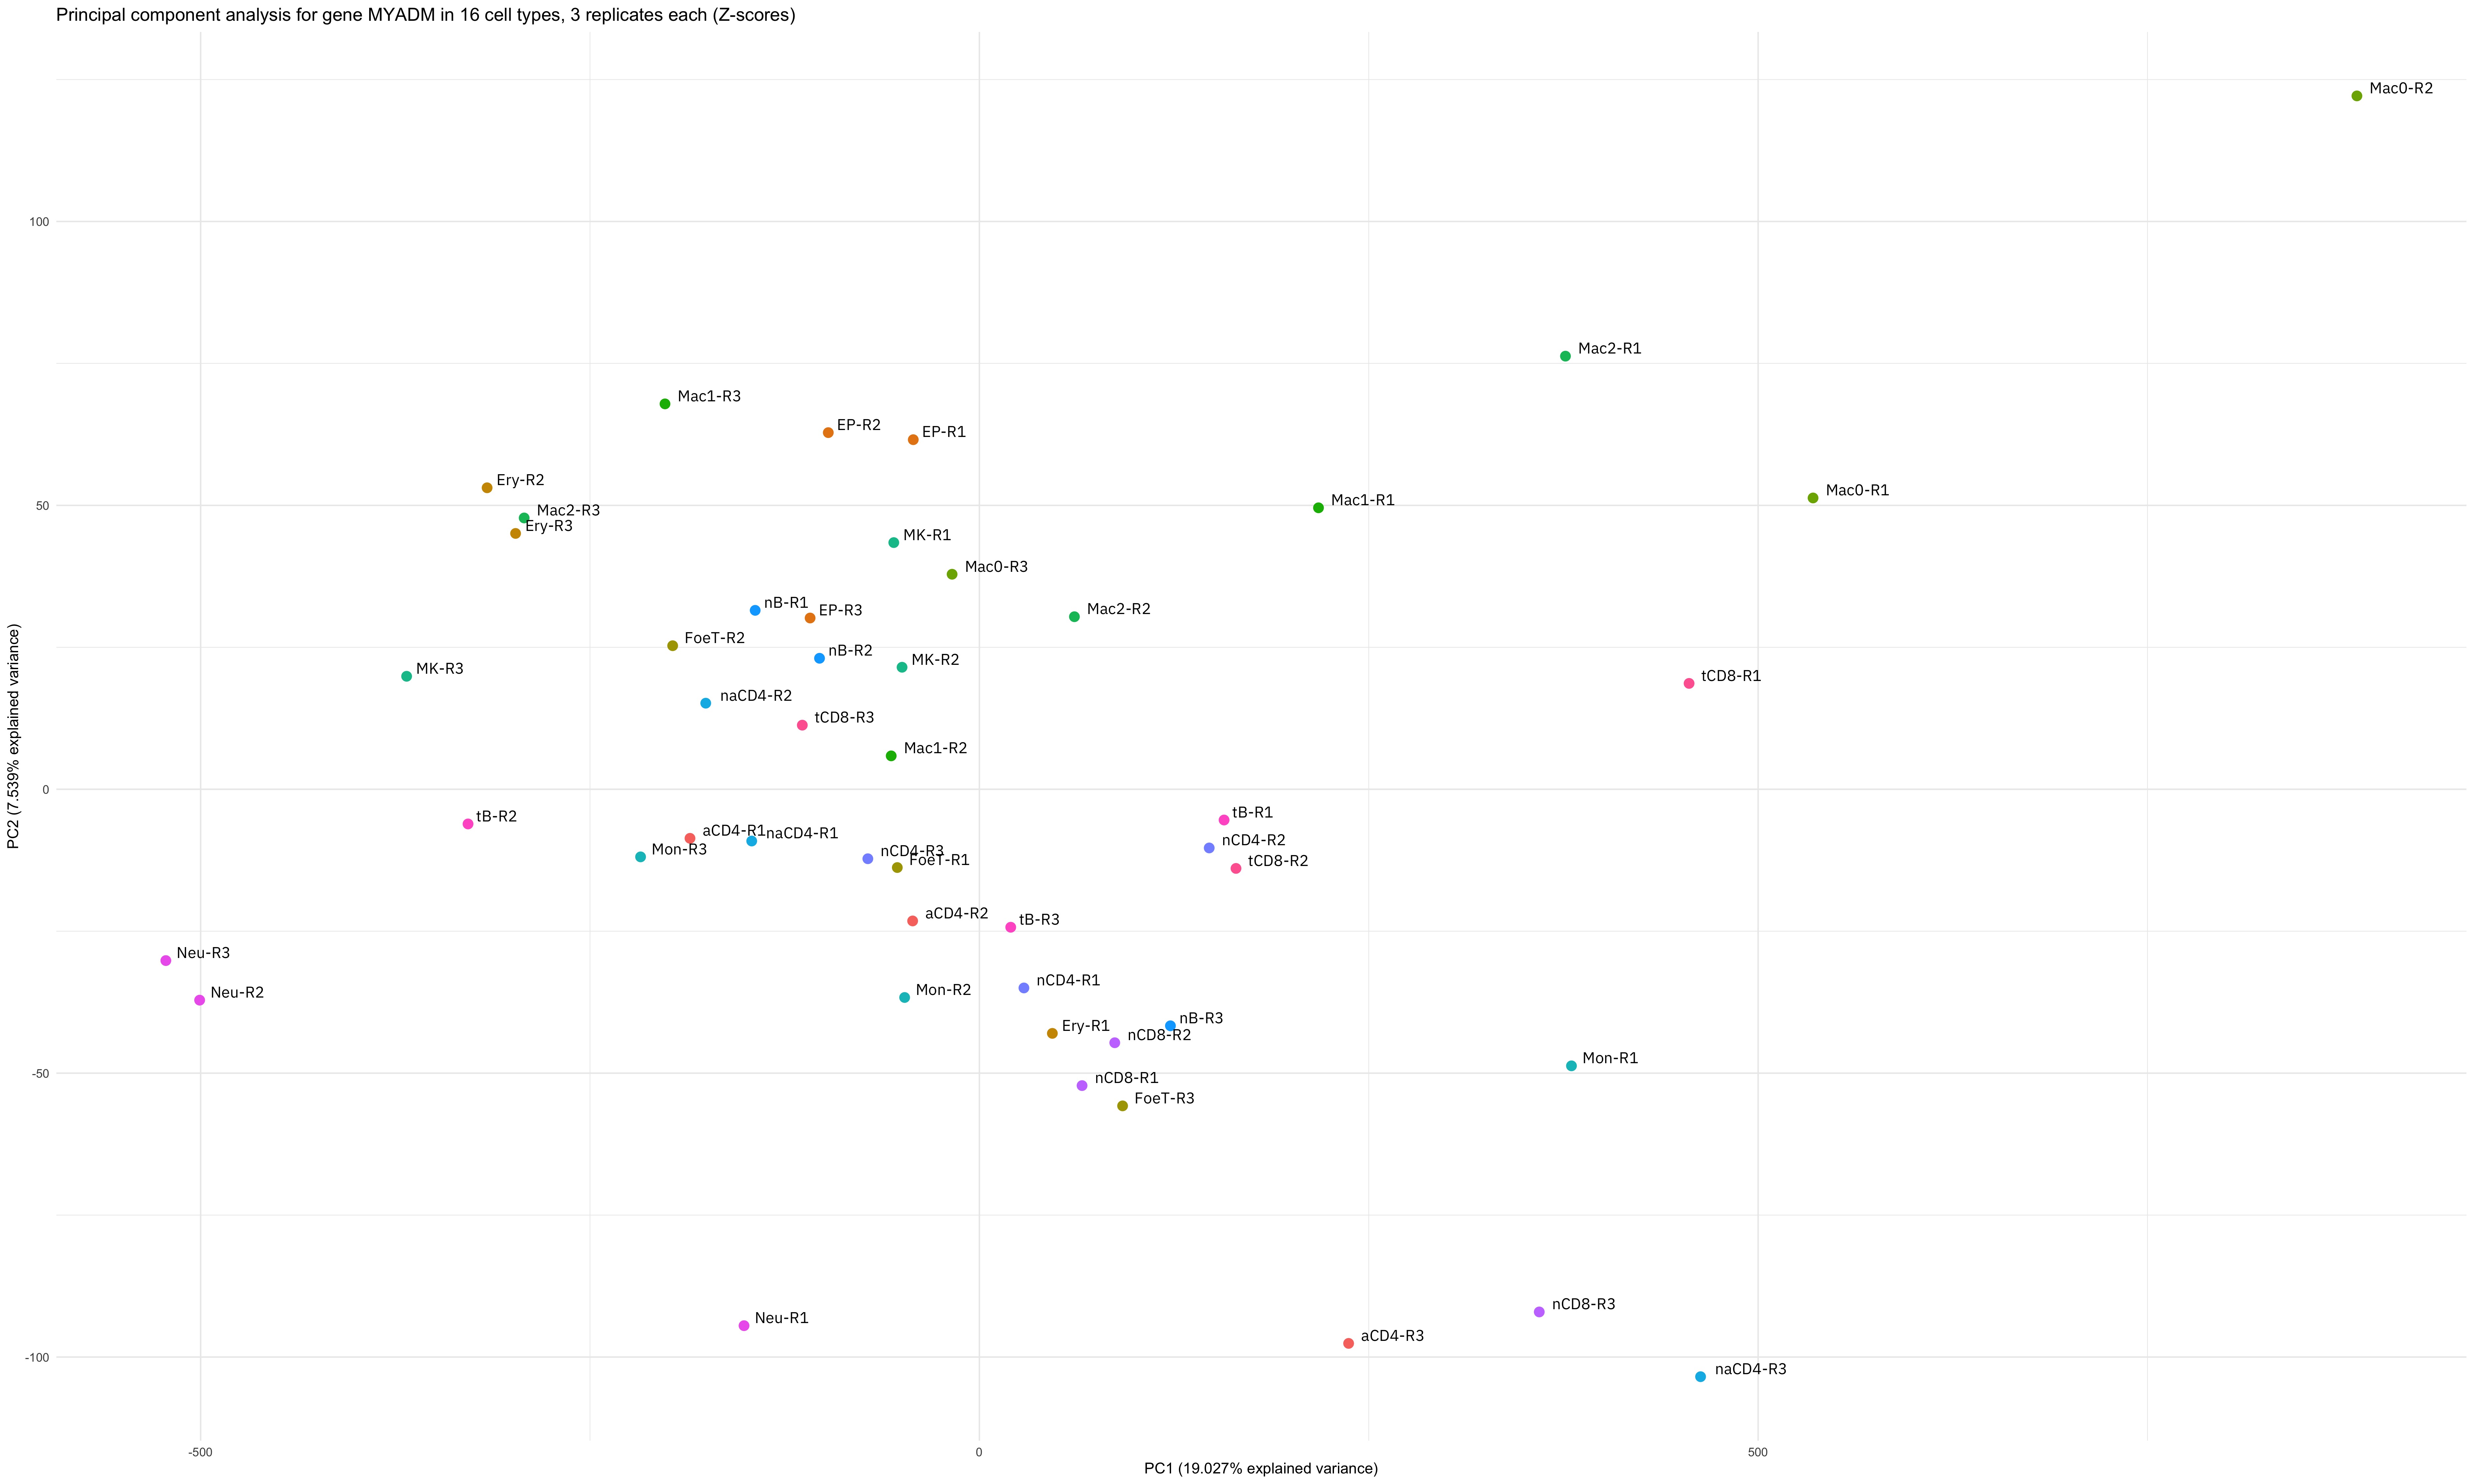 Principal component analysis for gene MYADM in 16 cell types, 3 replicates each (Z-scores)
Mac0-R2
100
Mac2-R1
Mac1-R3
EP-R2
EP-R1
Ery-R2
Mac0-R1
Mac1-R1
50
Mac2-R3
Ery-R3
MK-R1
Mac0-R3
nB-R1
EP-R3
Mac2-R2
FoeT-R2
nB-R2
MK-R2
MK-R3
tCD8-R1
naCD4-R2
tCD8-R3
Mac1-R2
0
tB-R2
tB-R1
aCD4-R1
naCD4-R1
nCD4-R2
Mon-R3
nCD4-R3
FoeT-R1
tCD8-R2
aCD4-R2
tB-R3
Neu-R3
nCD4-R1
Neu-R2
Mon-R2
nB-R3
Ery-R1
nCD8-R2
Mon-R1
-50
nCD8-R1
FoeT-R3
nCD8-R3
Neu-R1
aCD4-R3
-100
naCD4-R3
-500
0
500
PC1 (19.027% explained variance)
PC2 (7.539% explained variance)